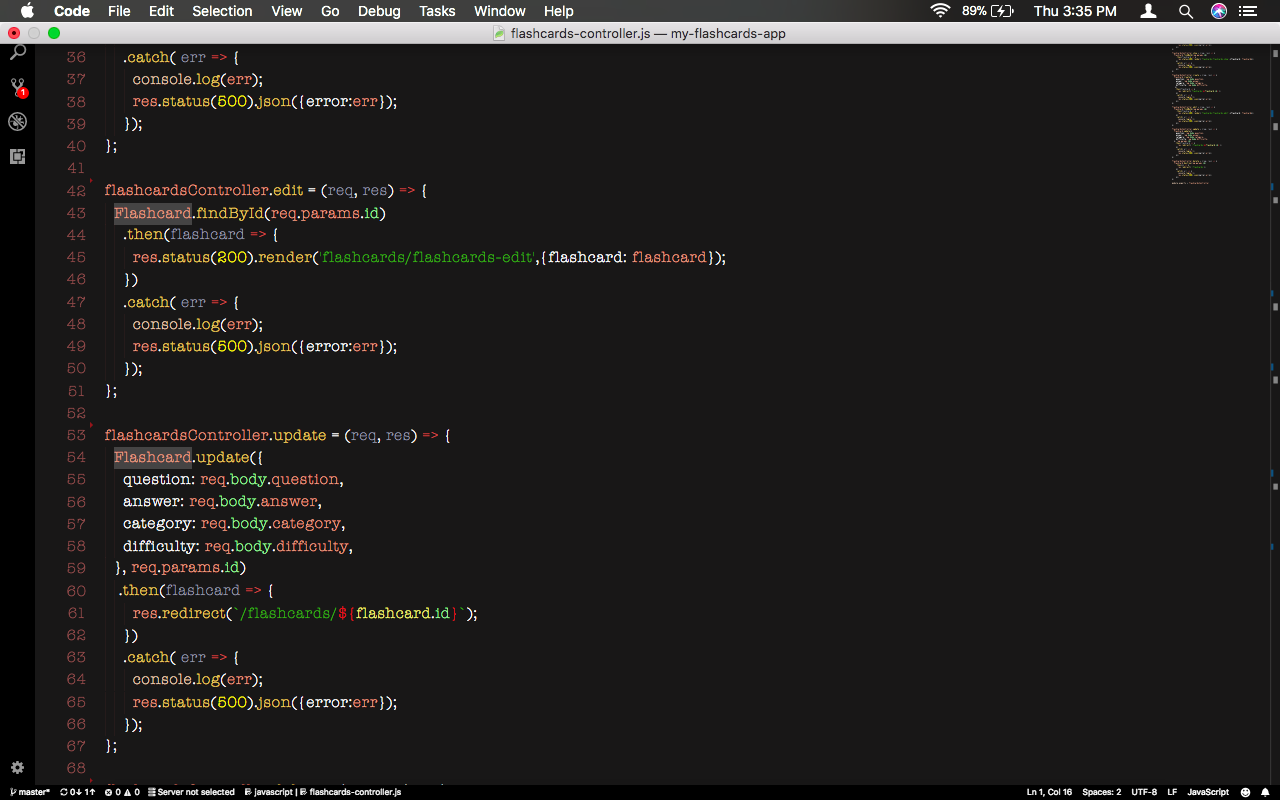 Code File Edit Selection View Go Debug Tasks Window Help 89% Thu 3:35 PM
flashcards-controller.js — my-flashcards-app
36 .catch( err => {
37 console.log(err);
38 res.status(500).json({error:err});
39 });
40 };
41
42 flashcardsController.edit = (req, res) => {
43 Flashcard.findById(req.params.id)
44 .then(flashcard => {
45 res.status(200).render('flashcards/flashcards-edit',{flashcard: flashcard});
46 })
47 .catch( err => {
48 console.log(err);
49 res.status(500).json({error:err});
50 });
51 };
52
53 flashcardsController.update = (req, res) => {
54 Flashcard.update({
55 question: req.body.question,
56 answer: req.body.answer,
57 category: req.body.category,
58 difficulty: req.body.difficulty,
59 }, req.params.id)
60 .then(flashcard => {
61 res.redirect(`/flashcards/${flashcard.id}`);
62 })
63 .catch( err => {
64 console.log(err);
65 res.status(500).json({error:err});
66 });
67 };
68
1
master* 0↓ 1↑ 0 0 Server not selected javascript | flashcards-controller.js Ln 1, Col 16 Spaces: 2 UTF-8 LF JavaScript